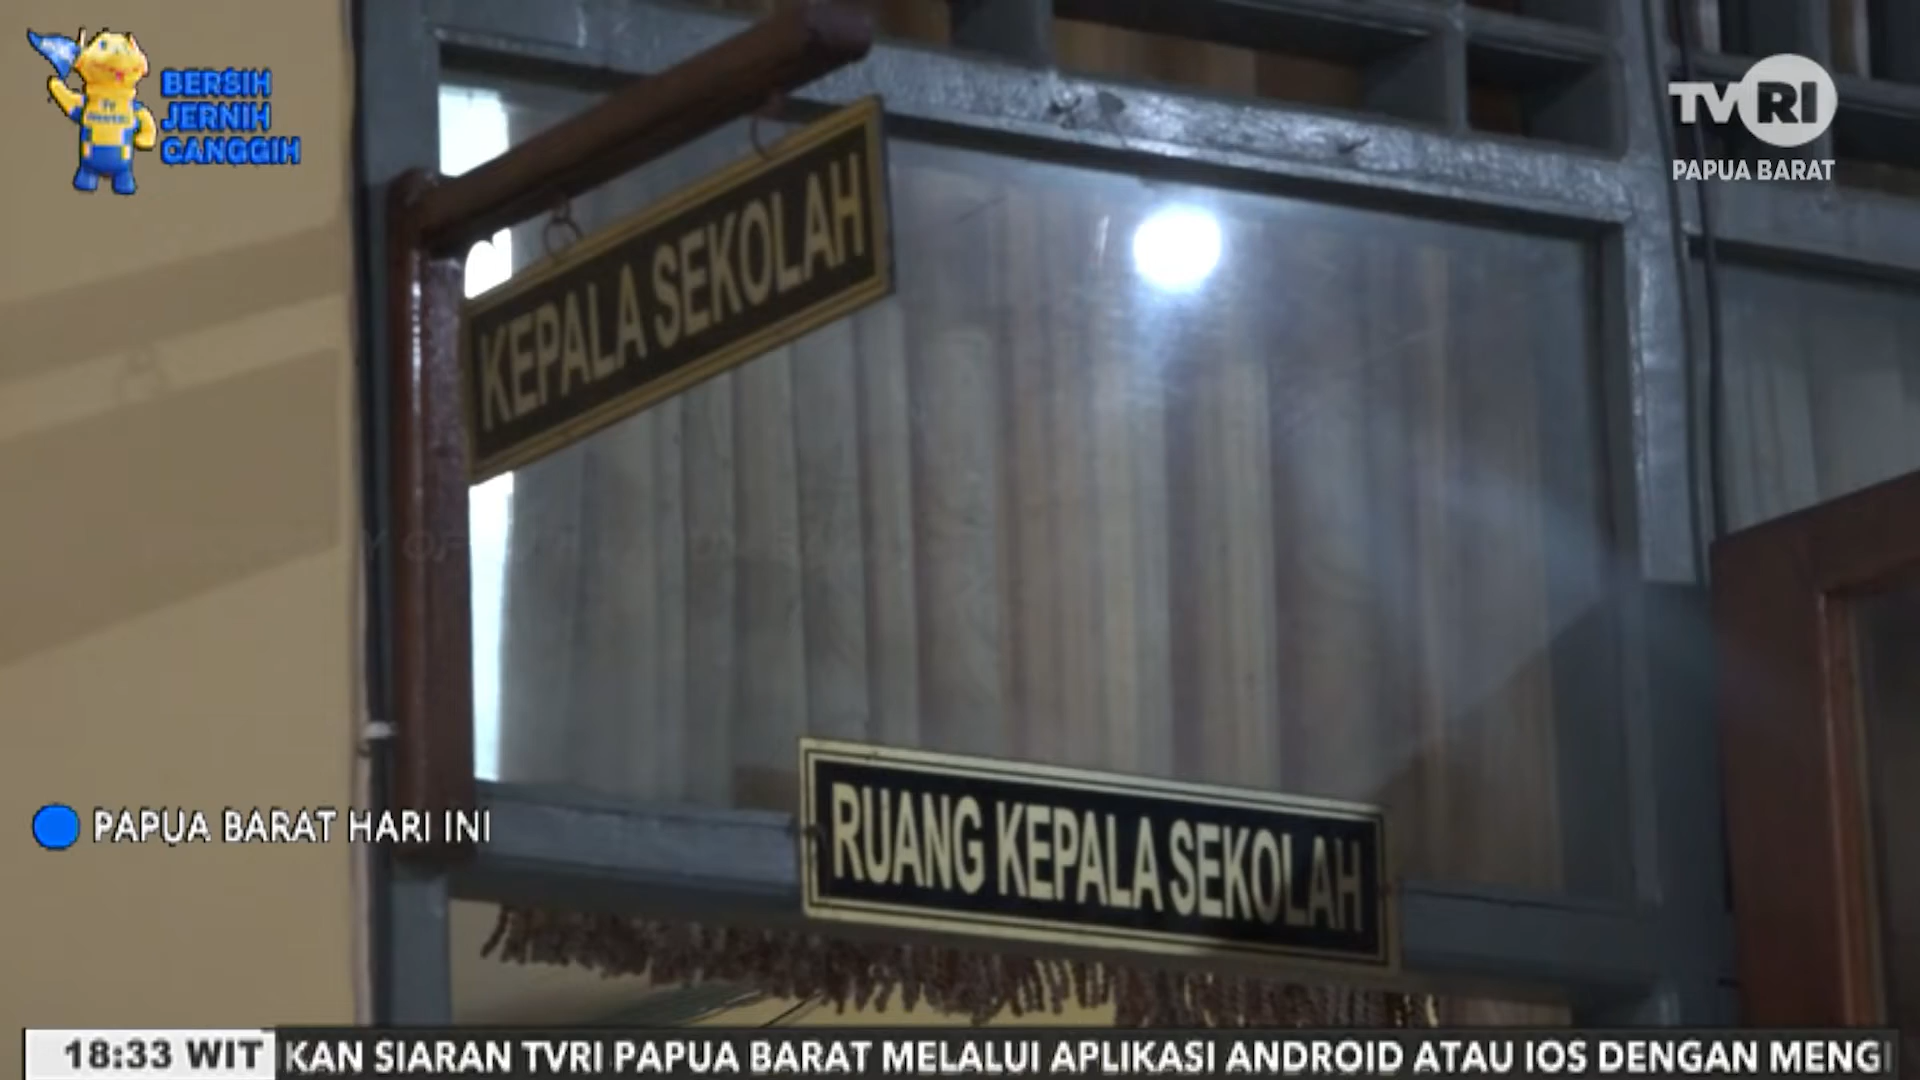 BERSIH
JERNIH
CANGGIH
TVRI
PAPUA BARAT
KEPALA SEKOLAH
RUANG KEPALA SEKOLAH
PAPUA BARAT HARI INI
18:33 WIT
KAN SIARAN TVRI PAPUA BARAT MELALUI APLIKASI ANDROID ATAU IOS DENGAN MENGI